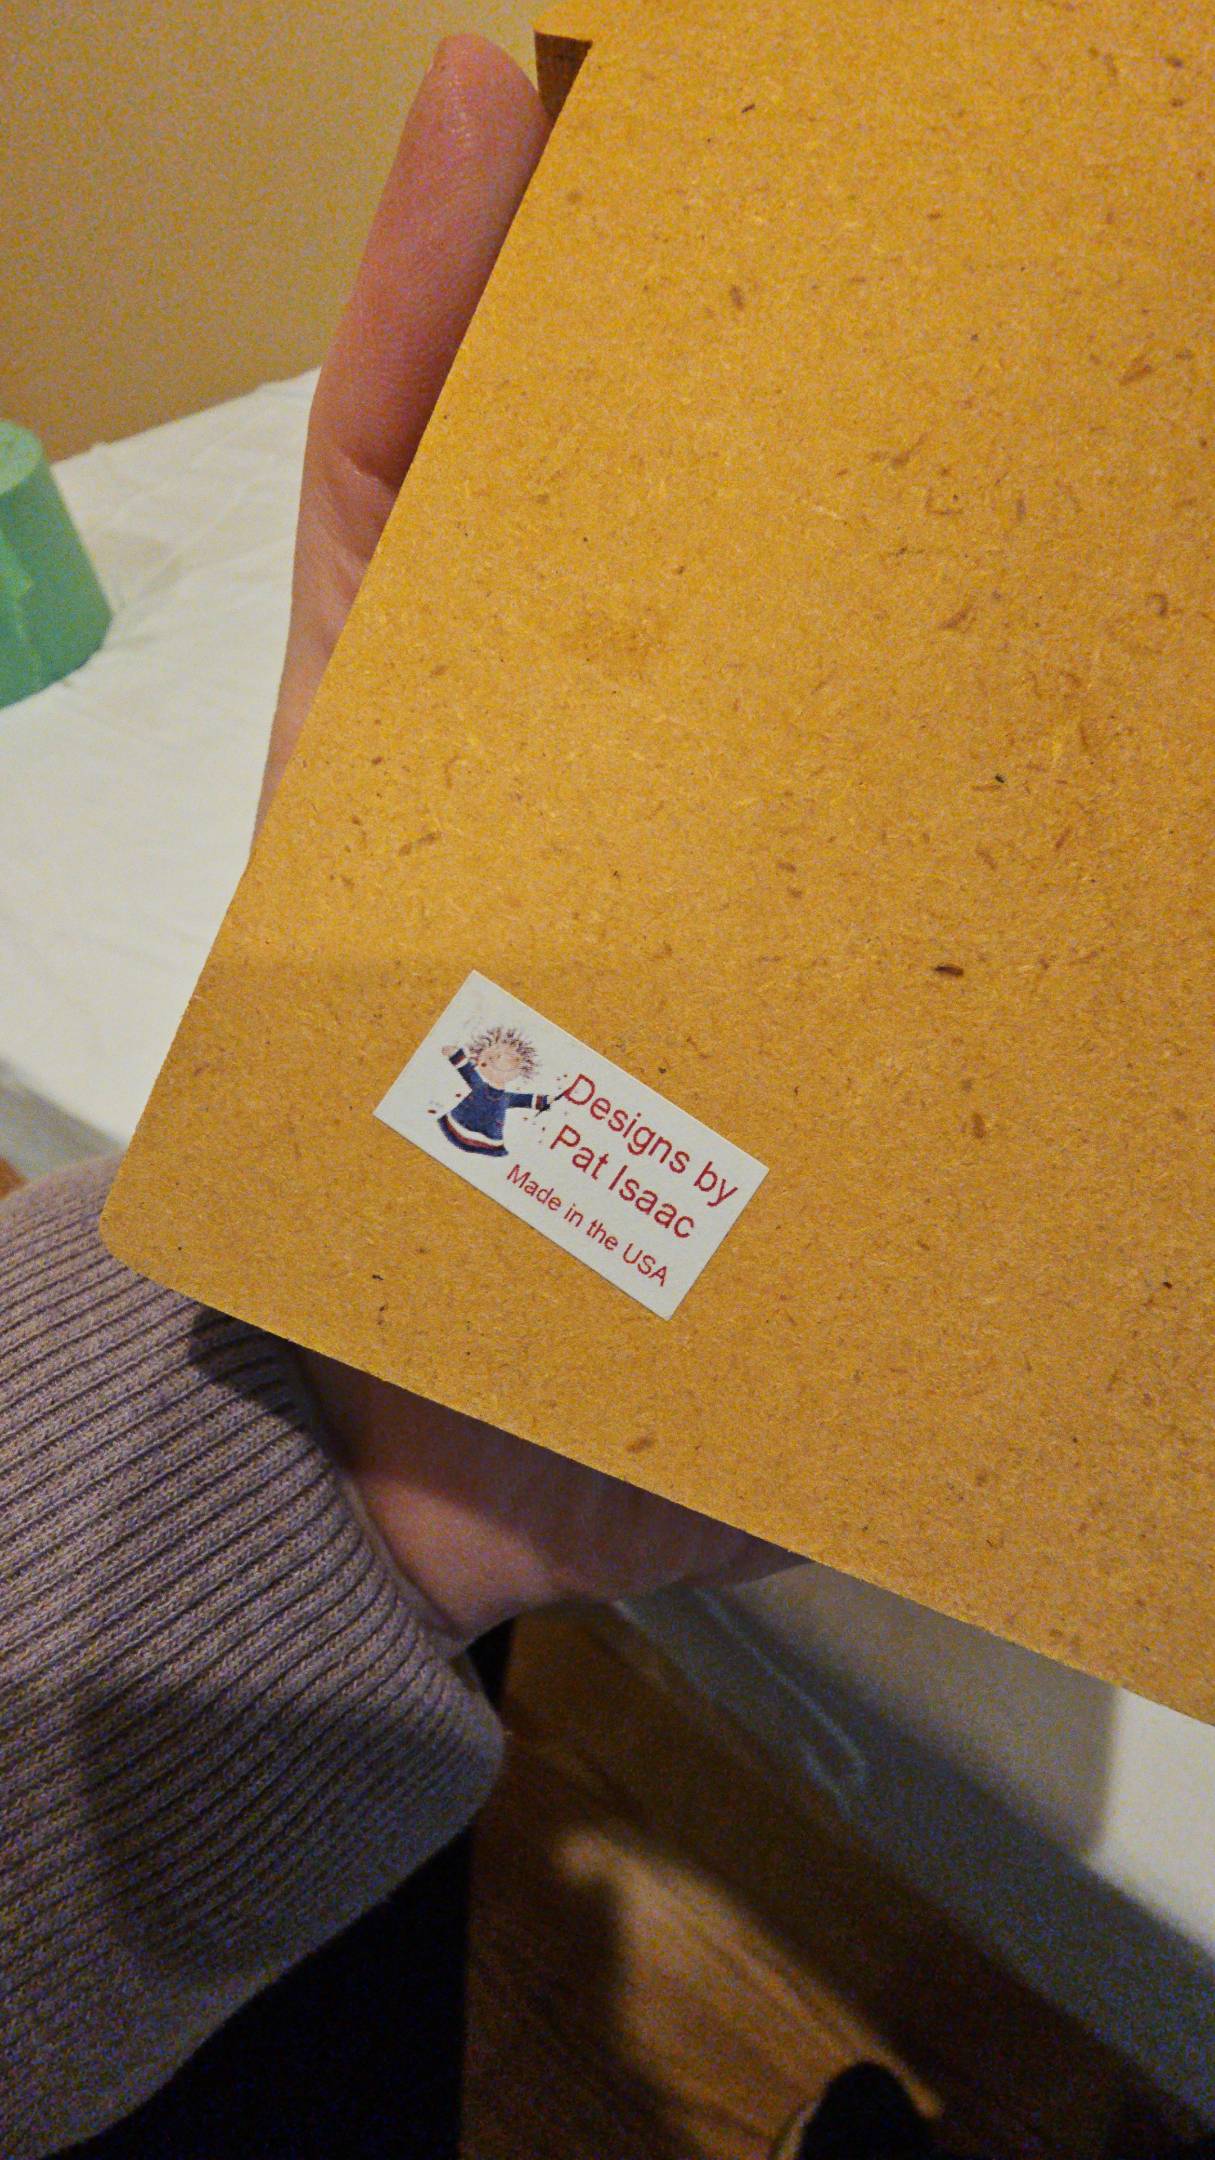 Designs by
Pat Isaac
Made in the USA